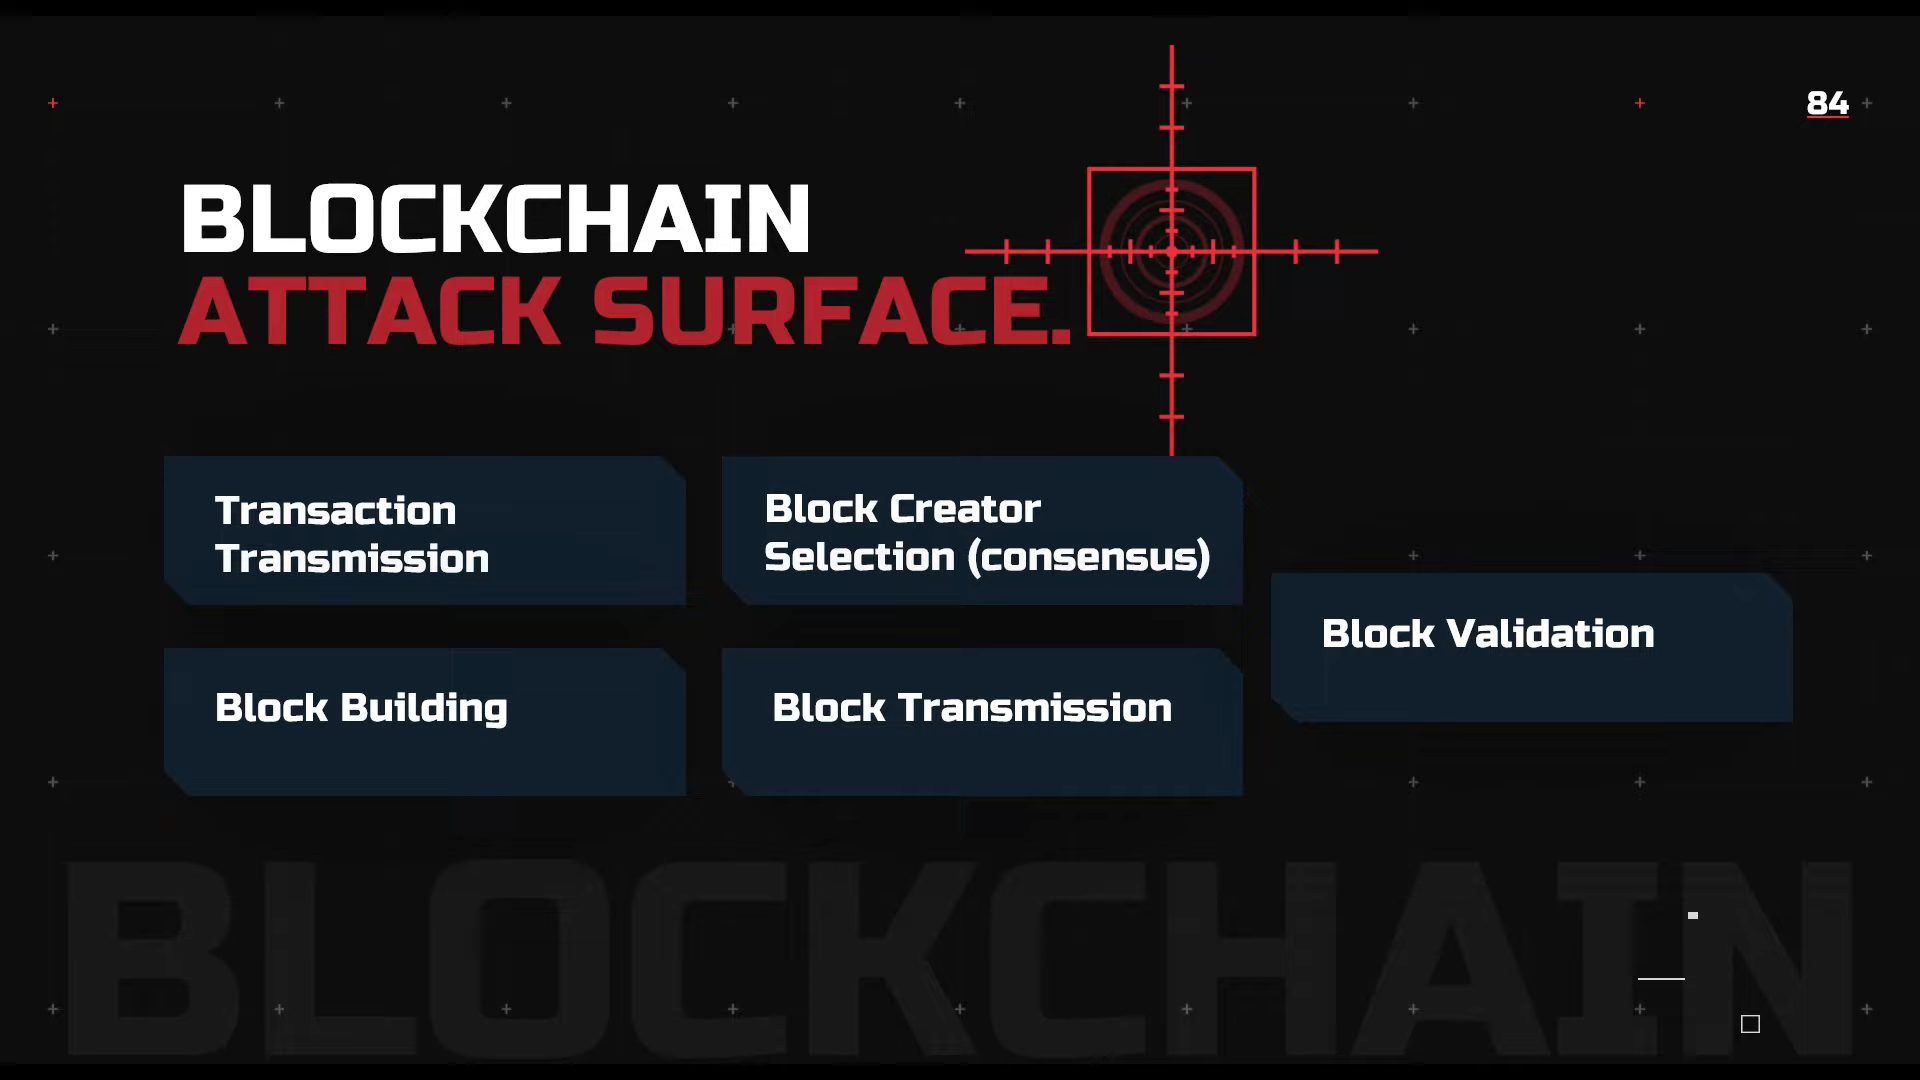 84
BLOCKCHAIN
ATTACK SURFACE.
Transaction
Transmission
Block Creator
Selection (consensus)
Block Validation
Block Building
Block Transmission
BLOCKCHAIN